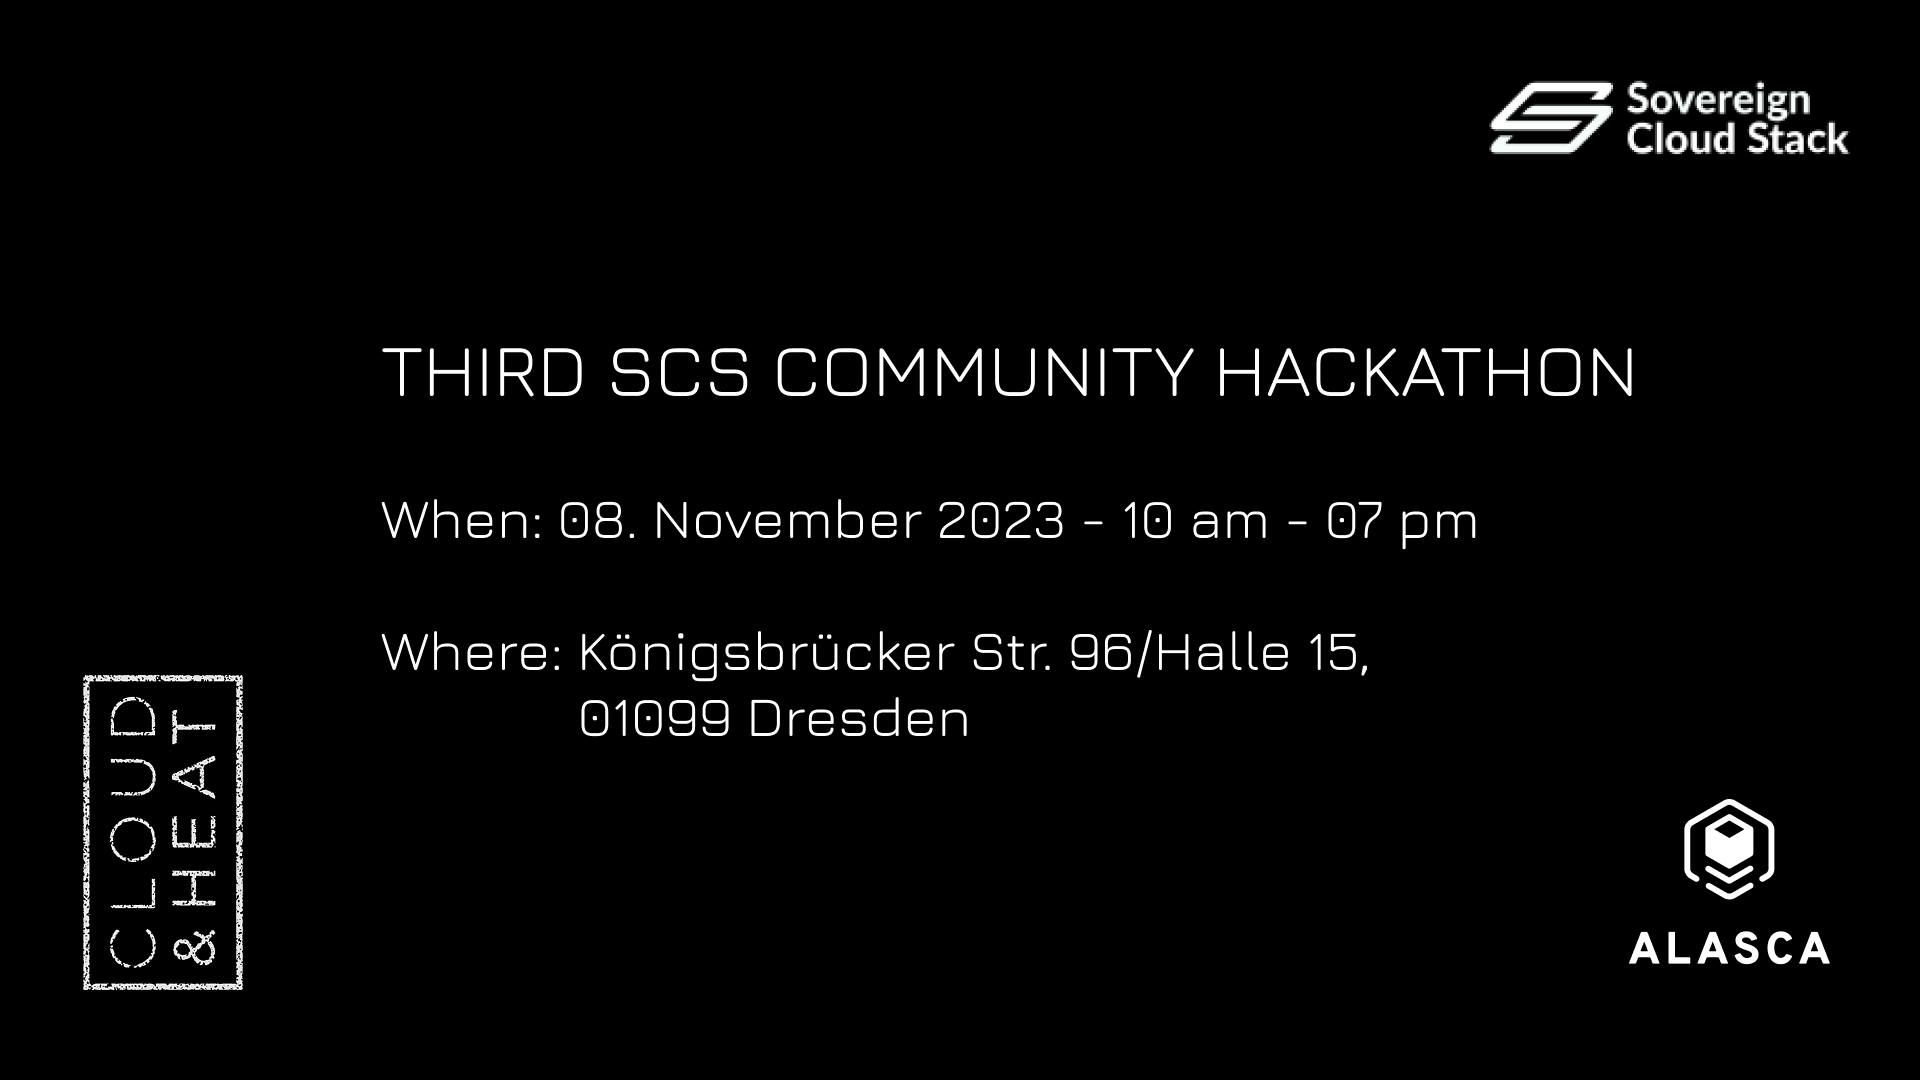 Sovereign
Cloud Stack
THIRD SCS COMMUNITY HACKATHON
When: 08. November 2023 - 10 am - 07 pm
Where: Königsbrücker Str. 96/Halle 15,
01099 Dresden
CLOUD
& HEAT
ALASCA